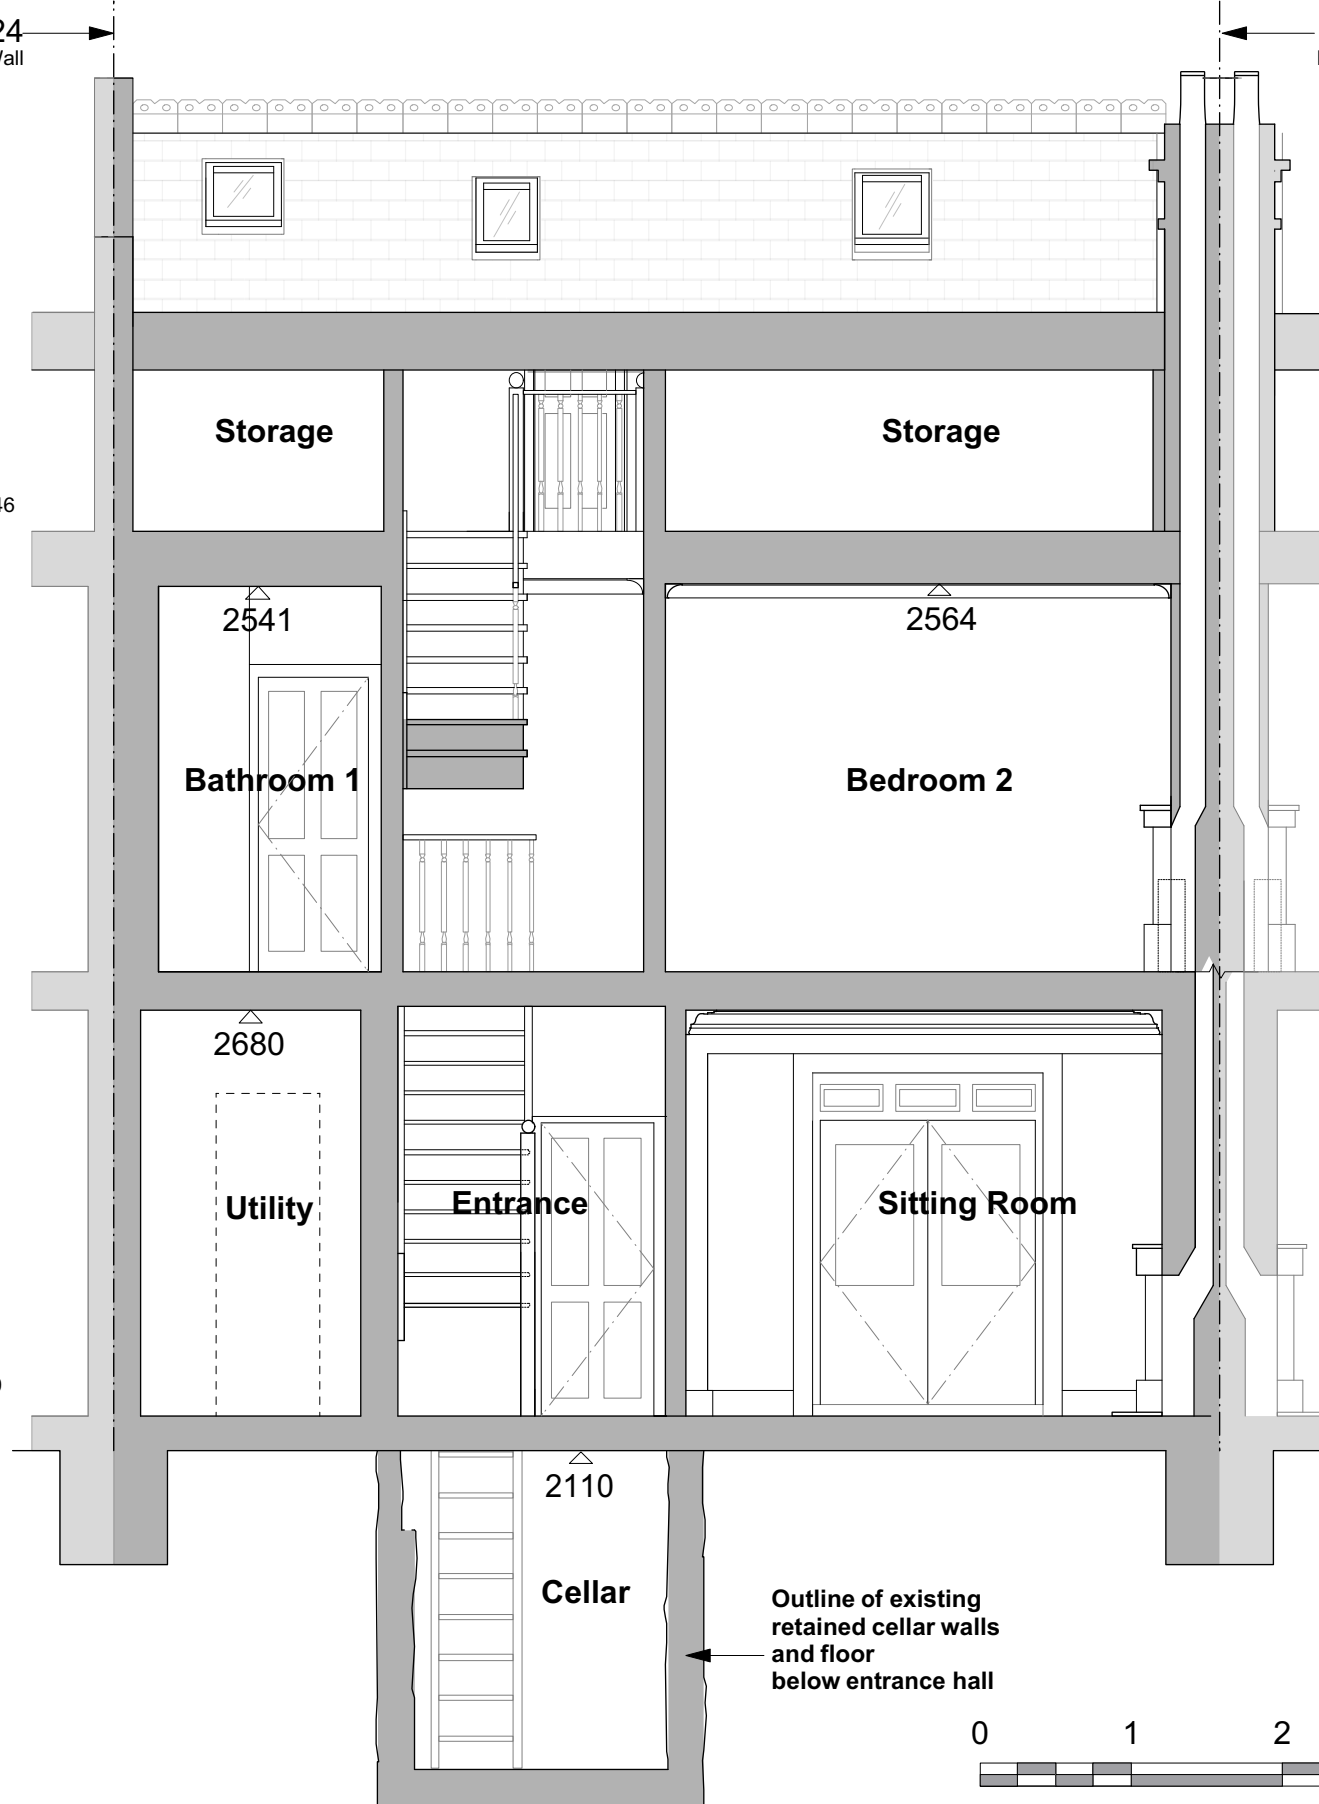 24
Wall
Storage
Storage
46
2541
2564
Bathroom 1
Bedroom 2
2680
Utility
Entrance
Sitting Room
2110
Cellar
Outline of existing
retained cellar walls
and floor
below entrance hall
0 1 2